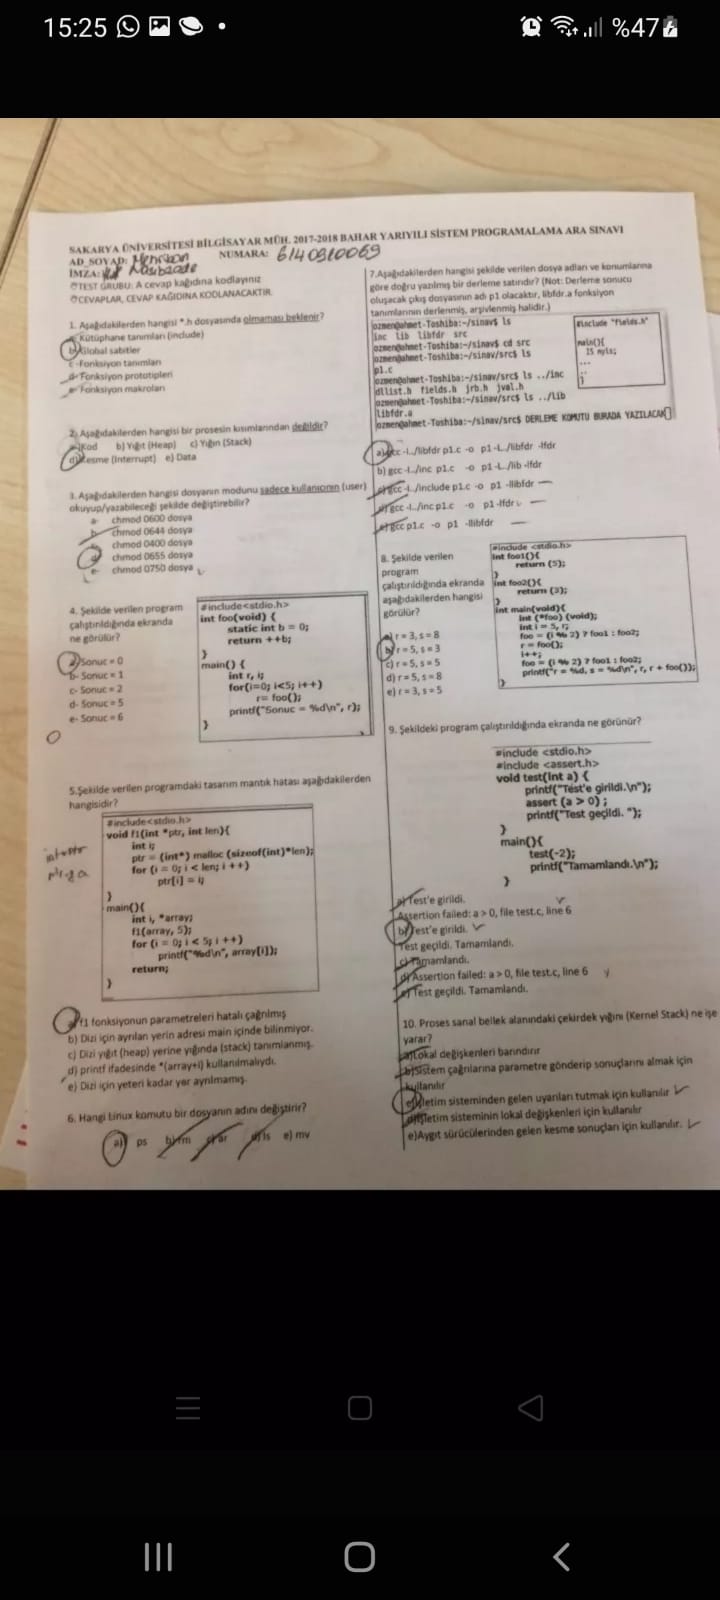 15:25
%47
SAKARYA ÜNİVERSİTESİ BİLGİSAYAR MÜH. 2017-2018 BAHAR YARIYILI SİSTEM PROGRAMALAMA ARA SINAVI
AD_SOYAD:
NUMARA: 6140910069
İMZA:
TEST GRUBU: A cevap kağıdına kodlayınız
CEVAPLAR, CEVAP KAĞIDINA KODLANACAKTIR.
1. Aşağıdakilerden hangisi *.h dosyasında olmaması beklenir?
a- Kütüphane tanımları (include)
b- Global sabitler
c- Fonksiyon tanımları
d- Fonksiyon prototipleri
e- Fonksiyon makroları
2. Aşağıdakilerden hangisi bir prosesin kısımlarından değildir?
a)Kod b) Yığıt (Heap) c) Yığın (Stack)
d)Kesme (Interrupt) e) Data
3. Aşağıdakilerden hangisi dosyanın modunu sadece kullanıcının (user)
okuyup/yazabileceği şekilde değiştirebilir?
a- chmod 0600 dosya
b- chmod 0644 dosya
c- chmod 0400 dosya
d- chmod 0655 dosya
e- chmod 0750 dosya
4. Şekilde verilen program
çalıştırıldığında ekranda
ne görülür?
a- Sonuc = 0
b- Sonuc = 1
c- Sonuc = 2
d- Sonuc = 5
e- Sonuc = 6
#include<stdio.h>
int foo(void) {
static int b = 0;
return ++b;
}
main() {
int r, i;
for(i=0; i<5; i++)
r= foo();
printf("Sonuc = %d\n", r);
}
5.Şekilde verilen programdaki tasarım mantık hatası aşağıdakilerden
hangisidir?
#include<stdio.h>
void f1(int *ptr, int len){
int i;
ptr = (int*) malloc (sizeof(int)*len);
for (i = 0; i < len; i ++)
ptr[i] = i;
}
main(){
int i, *array;
f1(array, 5);
for (i = 0; i < 5; i ++)
printf("%d\n", array[i]);
return;
}
a) f1 fonksiyonun parametreleri hatalı çağrılmış
b) Dizi için ayrılan yerin adresi main içinde bilinmiyor.
c) Dizi yığıt (heap) yerine yığında (stack) tanımlanmış.
d) printf ifadesinde *(array+i) kullanılmalıydı.
e) Dizi için yeteri kadar yer ayrılmamış.
6. Hangi Linux komutu bir dosyanın adını değiştirir?
a) ps b) rm c) ar d) ls e) mv
7.Aşağıdakilerden hangisi şekilde verilen dosya adları ve konumlarına
göre doğru yazılmış bir derleme satırıdır? (Not: Derleme sonucu
oluşacak çıkış dosyasının adı p1 olacaktır, libfdr.a fonksiyon
tanımlarının derlenmiş, arşivlenmiş halidir.)
ozmen@ahmet-Toshiba:~/sinav$ ls
inc lib libfdr src
ozmen@ahmet-Toshiba:~/sinav$ cd src
ozmen@ahmet-Toshiba:~/sinav/src$ ls
p1.c
ozmen@ahmet-Toshiba:~/sinav/src$ ls ../inc
dllist.h fields.h jrb.h jval.h
ozmen@ahmet-Toshiba:~/sinav/src$ ls ../lib
libfdr.a
ozmen@ahmet-Toshiba:~/sinav/src$ DERLEME KOMUTU BURADA YAZILACAK
#include "fields.h"
main(){
IS myis;
...
}
a) gcc -I../libfdr p1.c -o p1 -L./libfdr -lfdr
b) gcc -I../inc p1.c -o p1 -L../lib -lfdr
c) gcc -I../include p1.c -o p1 -llibfdr
d) gcc -I../inc p1.c -o p1 -lfdr
e) gcc p1.c -o p1 -llibfdr
8. Şekilde verilen
program
çalıştırıldığında ekranda
aşağıdakilerden hangisi
görülür?
a) r = 3, s = 8
b) r = 5, s = 3
c) r = 5, s = 5
d) r = 5, s = 8
e) r = 3, s = 5
#include <stdio.h>
int foo1(){
return (5);
}
int foo2(){
return (3);
}
int main(void){
int (*foo) (void);
int i = 5, r;
foo = (i % 2) ? foo1 : foo2;
r = foo();
i++;
foo = (i % 2) ? foo1 : foo2;
printf("r = %d, s = %d\n", r, r + foo());
}
9. Şekildeki program çalıştırıldığında ekranda ne görünür?
#include <stdio.h>
#include <assert.h>
void test(int a) {
printf("Test'e girildi.\n");
assert (a > 0) ;
printf("Test geçildi. ");
}
main(){
test(-2);
printf("Tamamlandı.\n");
}
a) Test'e girildi.
Assertion failed: a > 0, file test.c, line 6
b) Test'e girildi.
Test geçildi. Tamamlandı.
c) Tamamlandı.
d) Assertion failed: a > 0, file test.c, line 6
e) Test geçildi. Tamamlandı.
10. Proses sanal bellek alanındaki çekirdek yığını (Kernel Stack) ne işe
yarar?
a)Lokal değişkenleri barındırır
b)Sistem çağrılarına parametre gönderip sonuçlarını almak için
kullanılır
c)İşletim sisteminden gelen uyarıları tutmak için kullanılır
d)İşletim sisteminin lokal değişkenleri için kullanılır
e)Aygıt sürücülerinden gelen kesme sonuçları için kullanılır.